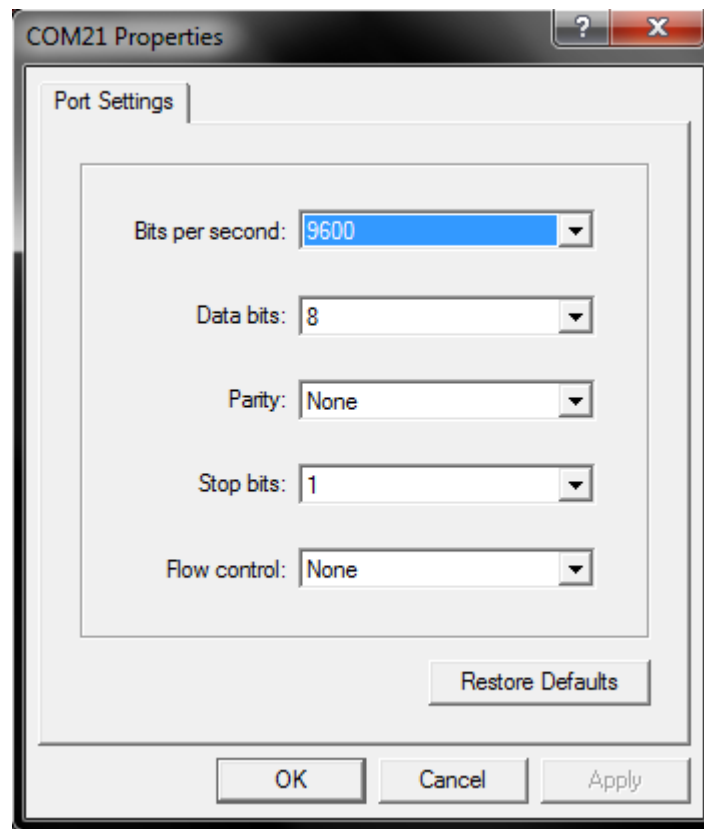 COM21 Properties
?
x
Port Settings
Bits per second: 9600
Data bits: 8
Parity: None
Stop bits: 1
Flow control: None
Restore Defaults
OK Cancel Apply